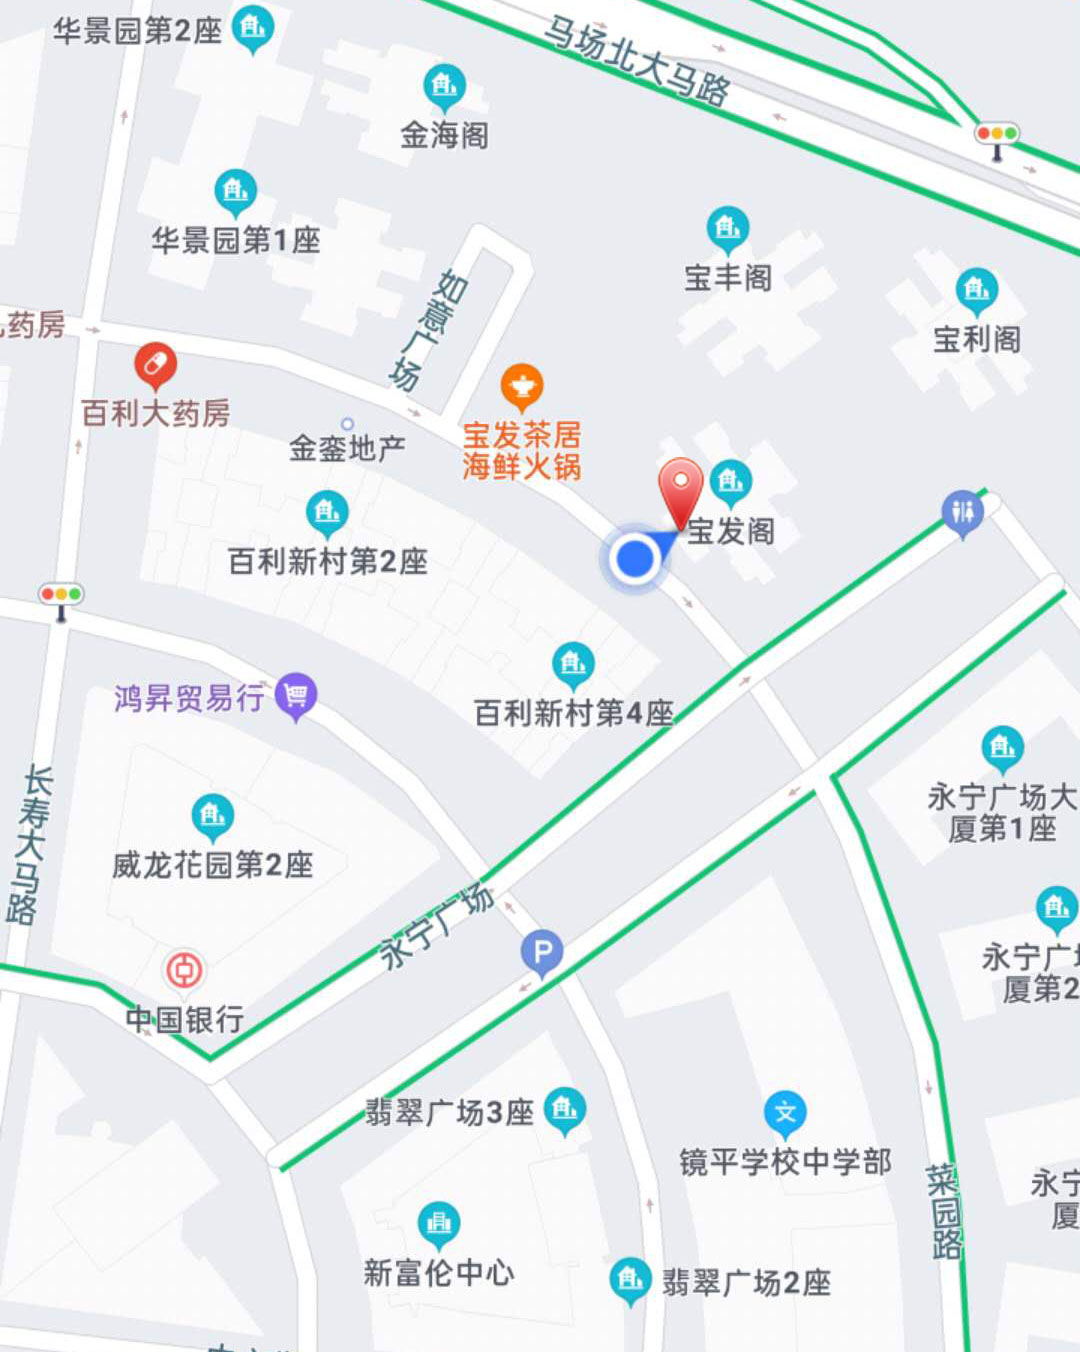 华景园第2座
马场北大马路
金海阁
华景园第1座
宝丰阁
如意广场
药房
宝利阁
百利大药房
金銮地产
宝发茶居
海鲜火锅
宝发阁
百利新村第2座
鸿昇贸易行
百利新村第4座
长寿大马路
永宁广场大
厦第1座
威龙花园第2座
永宁广场
P
永宁广
厦第2
中国银行
翡翠广场3座
文
镜平学校中学部
菜园路
永宁
厦
新富伦中心
翡翠广场2座